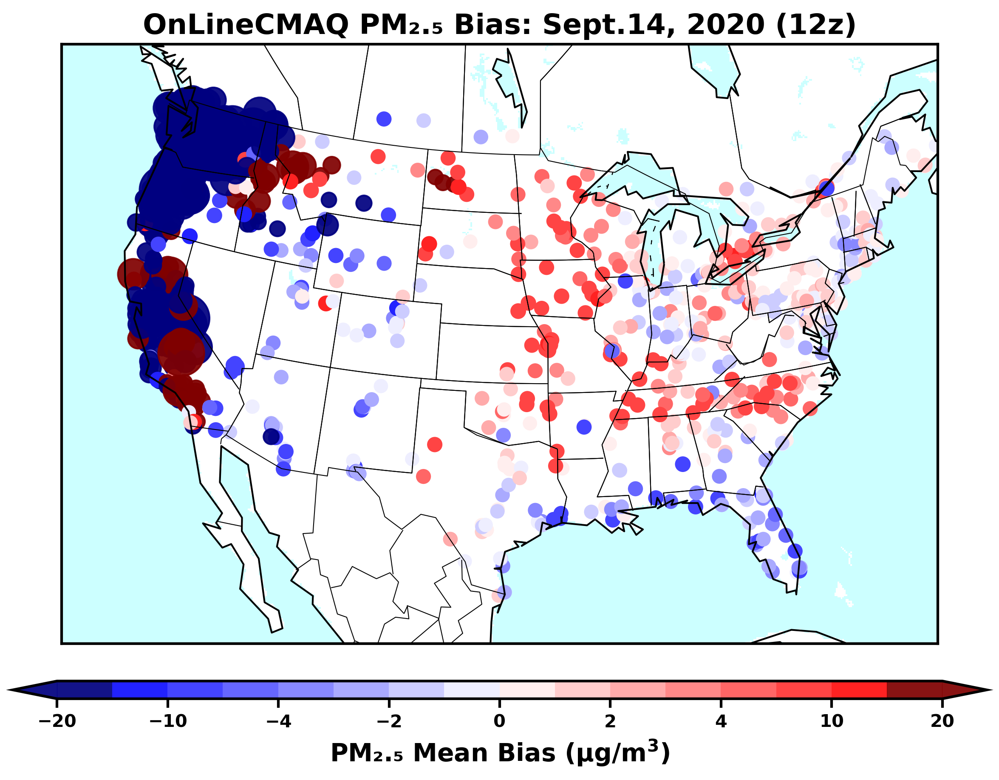 OnLineCMAQ PM₂.₅ Bias: Sept.14, 2020 (12z)
−20 −10 −4 −2 0 2 4 10 20
PM₂.₅ Mean Bias (μg/m³)